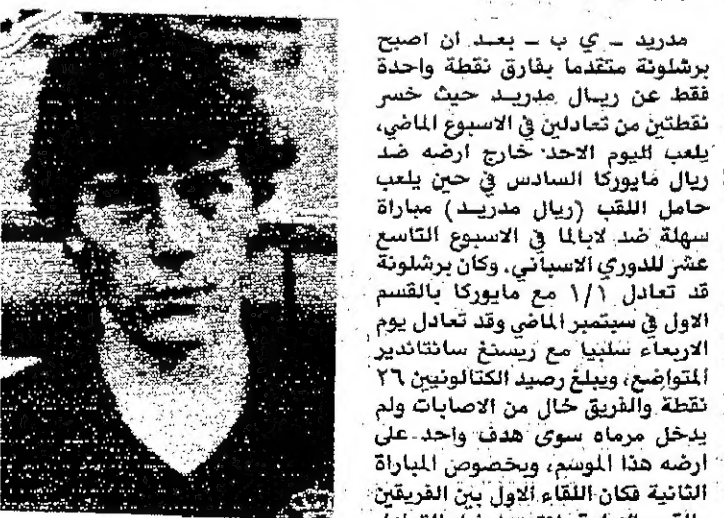 مدريد ـ ي ب ـ بعد ان اصبح
برشلونة متقدما بفارق نقطة واحدة
فقط عن ريال مدريد حيث خسر
نقطتين من تعادلين في الاسبوع الماضي،
يلعب اليوم الاحد خارج ارضه ضد
ريال مايوركا السادس في حين يلعب
حامل اللقب (ريال مدريد) مباراة
سهلة ضد لابالما في الاسبوع التاسع
عشر للدوري الاسباني. وكان برشلونة
قد تعادل ١/١ مع مايوركا بالقسم
الاول في سبتمبر الماضي وقد تعادل يوم
الاربعاء سلبيا مع ريسنغ سانتاندير
المتواضع، ويبلغ رصيد الكتالونيين ٢٦
نقطة والفريق خال من الاصابات ولم
يدخل مرماه سوى هدف واحد على
ارضه هذا الموسم، وبخصوص المباراة
الثانية فكان اللقاء الاول بين الفريقين